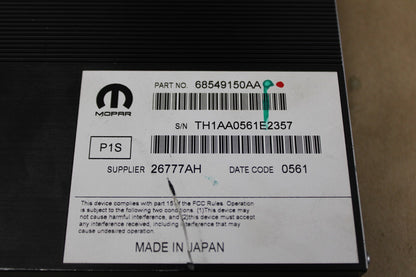 PART NO. 68549150AA
MOPAR
S/N TH1AA0561E2357
P1S
SUPPLIER 26777AH DATE CODE 0561
This device complies with part 15 of the FCC Rules. Operation
is subject to the following two conditions. (1)This device may
not cause harmful interference, and (2)this device must accept
any interference received, including interference that may
cause undesired operation.
MADE IN JAPAN